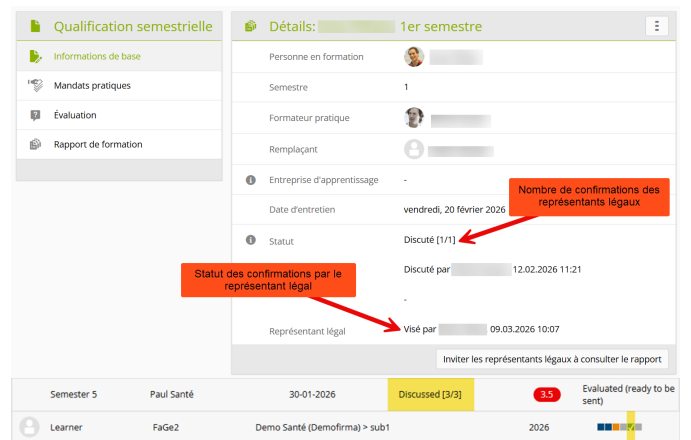 Qualification semestrielle
Informations de base
Mandats pratiques
Évaluation
Rapport de formation
Détails: 1er semestre
Personne en formation
Semestre 1
Formateur pratique
Remplaçant
Entreprise d'apprentissage -
Date d'entretien vendredi, 20 février 2026
Nombre de confirmations des
représentants légaux
Statut Discuté [1/1]
Discuté par 12.02.2026 11:21
-
Statut des confirmations par le
représentant légal
Représentant légal Visé par 09.03.2026 10:07
Inviter les représentants légaux à consulter le rapport
Semester 5 Paul Santé 30-01-2026 Discussed [3/3] 3.5 Evaluated (ready to be
sent)
Learner FaGe2 Demo Santé (Demofirma) > sub1 2026